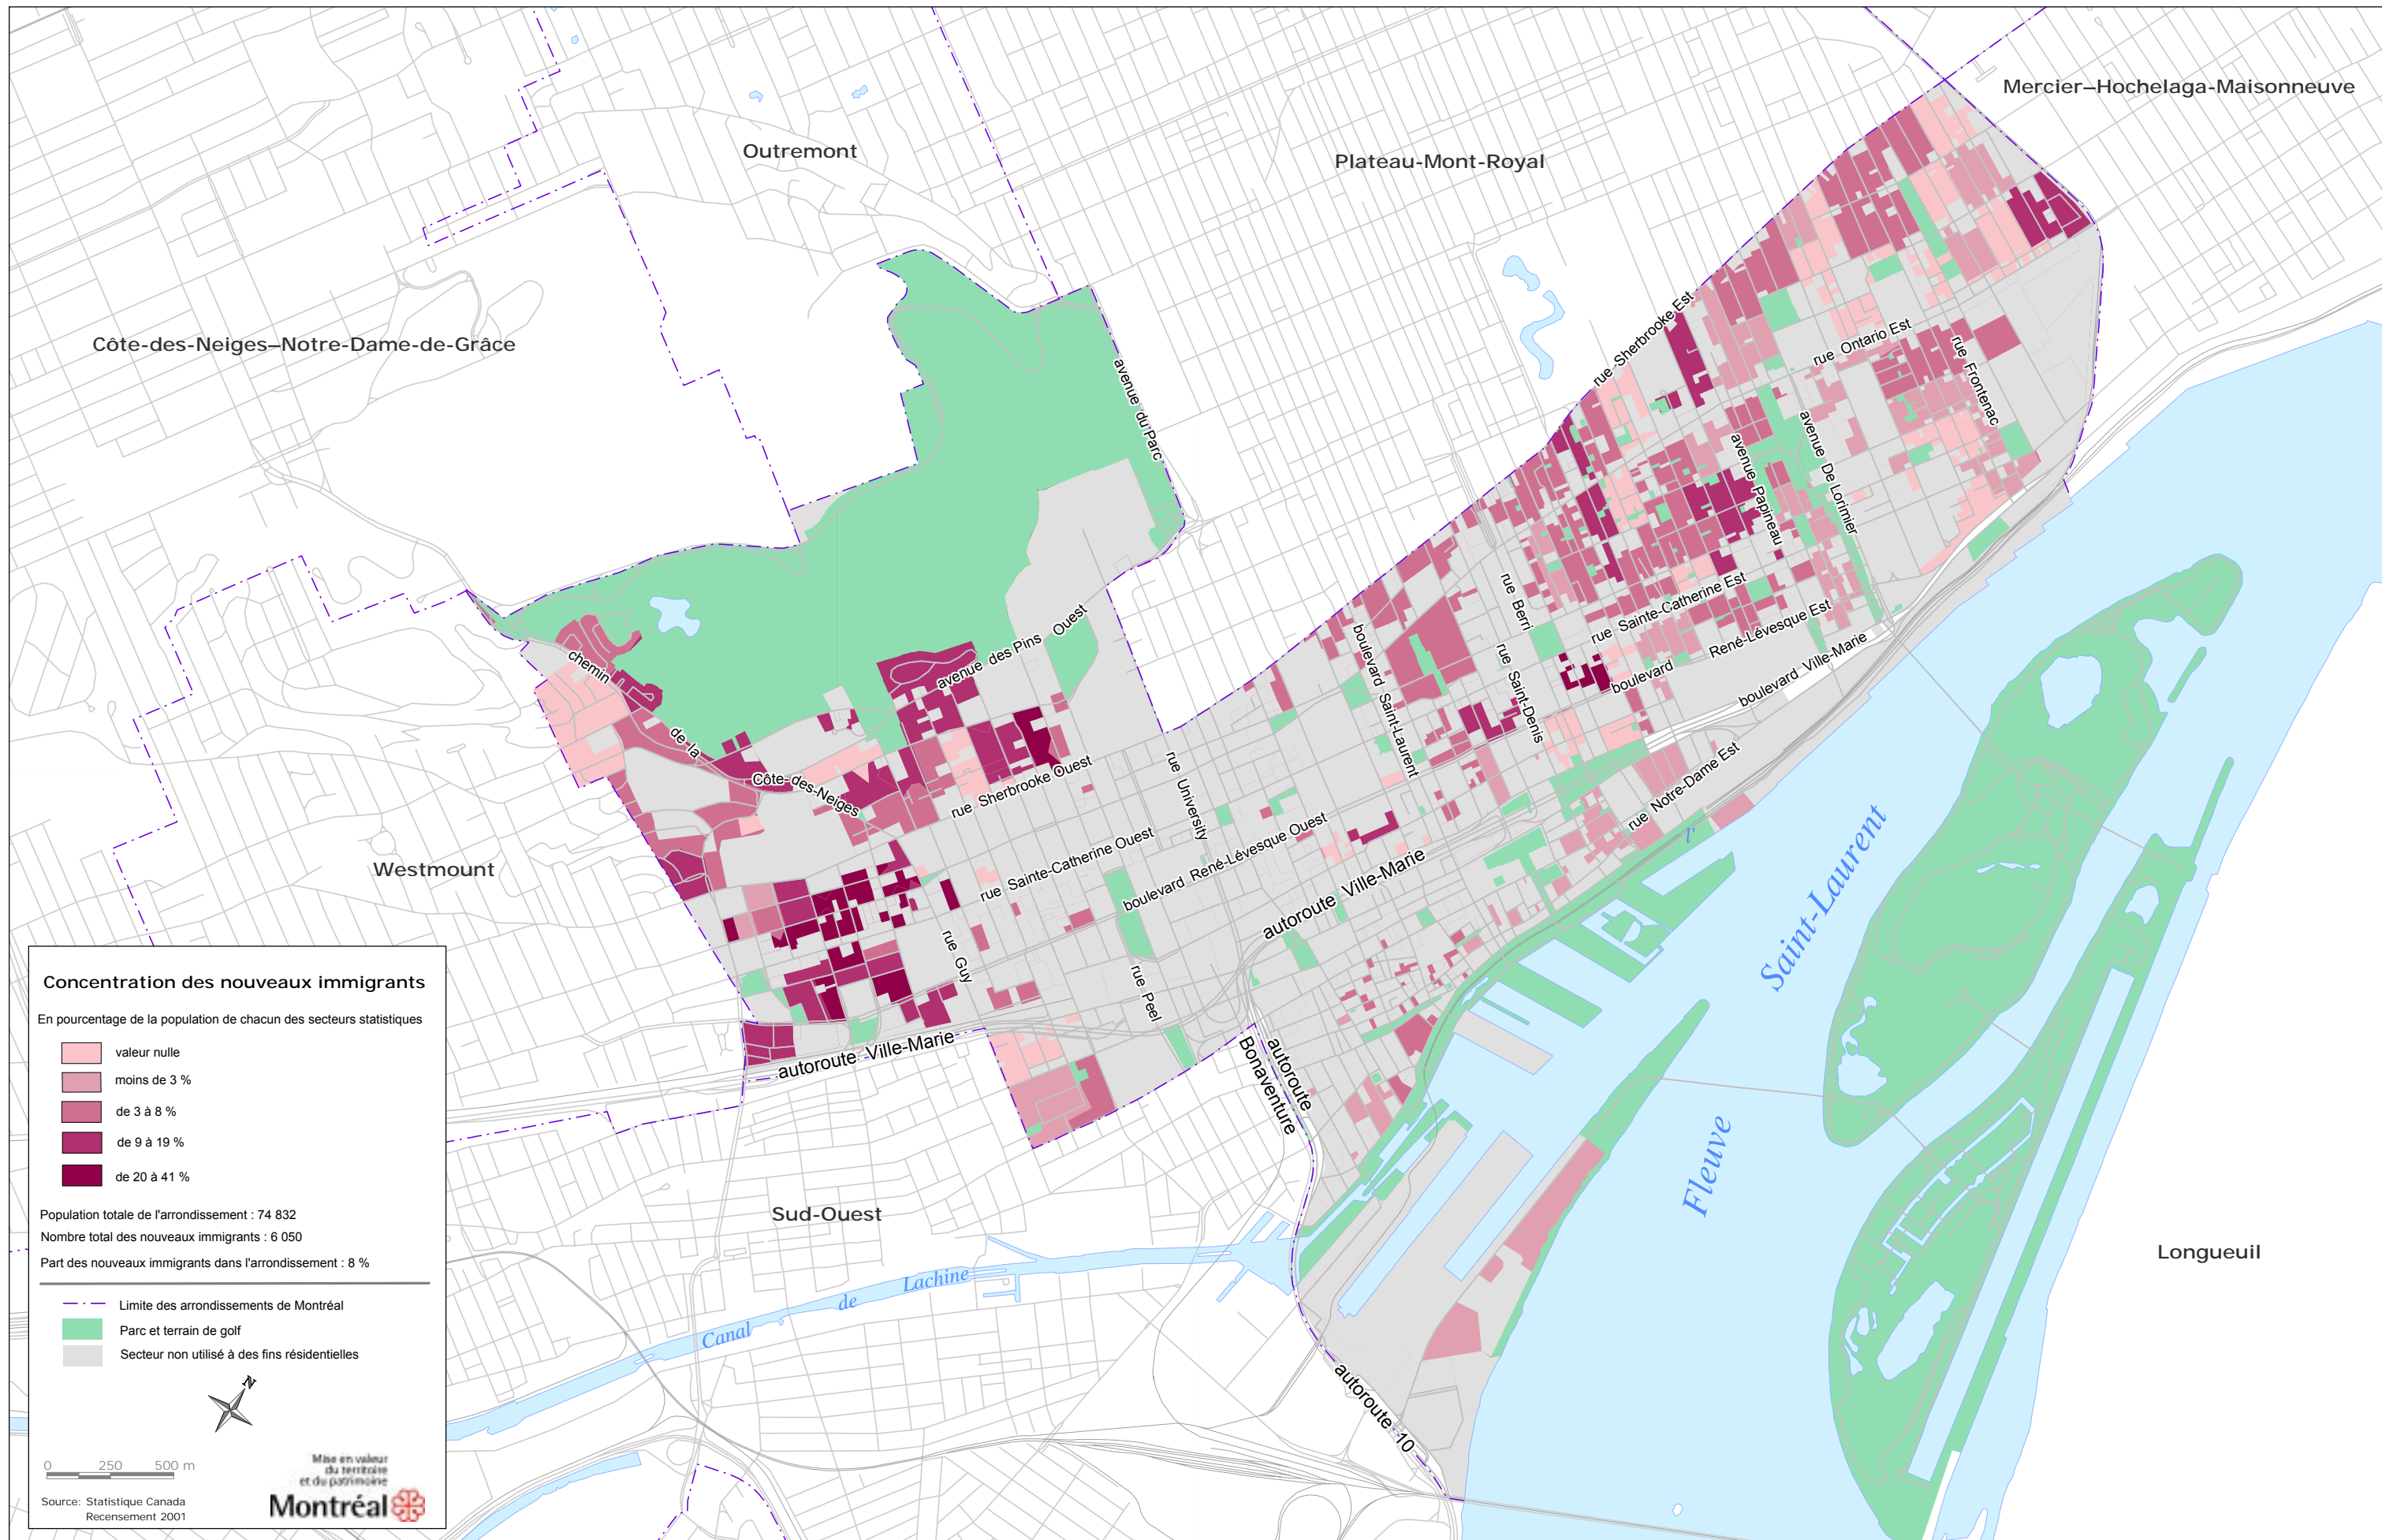 Mercier–Hochelaga-Maisonneuve
Outremont
Plateau-Mont-Royal
Côte-des-Neiges–Notre-Dame-de-Grâce
rue Sherbrooke Est
rue Ontario Est
rue Frontenac
avenue du Parc
avenue De Lorimier
avenue Papineau
rue Sainte-Catherine Est
René-Lévesque Est
boulevard
boulevard Ville-Marie
rue Berri
rue Saint-Denis
boulevard Saint-Laurent
avenue des Pins Ouest
chemin
de la
Côte-des-Neiges
rue Sherbrooke Ouest
rue University
rue Notre-Dame Est
rue Sainte-Catherine Ouest
boulevard René-Lévesque Ouest
autoroute Ville-Marie
Westmount
rue Guy
rue Peel
autoroute Ville-Marie
autoroute
Bonaventure
l'
Saint-Laurent
Fleuve
Longueuil
Sud-Ouest
Canal
de
Lachine
autoroute 10
Concentration des nouveaux immigrants
En pourcentage de la population de chacun des secteurs statistiques
valeur nulle
moins de 3 %
de 3 à 8 %
de 9 à 19 %
de 20 à 41 %
Population totale de l'arrondissement : 74 832
Nombre total des nouveaux immigrants : 6 050
Part des nouveaux immigrants dans l'arrondissement : 8 %
Limite des arrondissements de Montréal
Parc et terrain de golf
Secteur non utilisé à des fins résidentielles
N
0 250 500 m
Source: Statistique Canada
Recensement 2001
Mise en valeur
du territoire
et du patrimoine
Montréal